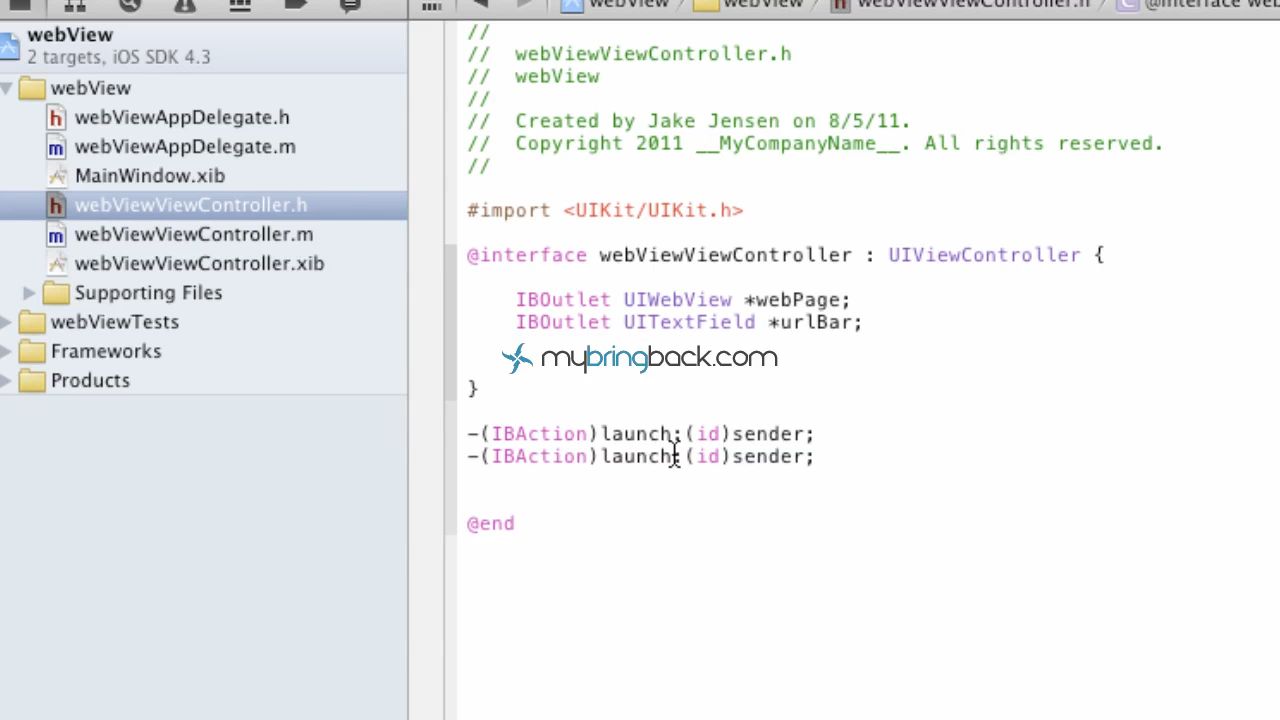 webView
webView
webViewViewController.h
@interface
webView
2 targets, iOS SDK 4.3
webView
webViewAppDelegate.h
webViewAppDelegate.m
MainWindow.xib
webViewViewController.h
webViewViewController.m
webViewViewController.xib
Supporting Files
webViewTests
Frameworks
Products
//
//  webViewViewController.h
//  webView
//
//  Created by Jake Jensen on 8/5/11.
//  Copyright 2011 __MyCompanyName__. All rights reserved.
//
#import <UIKit/UIKit.h>
@interface webViewViewController : UIViewController {
    IBOutlet UIWebView *webPage;
    IBOutlet UITextField *urlBar;
mybringback.com
}
-(IBAction)launch:(id)sender;
-(IBAction)launch:(id)sender;
@end